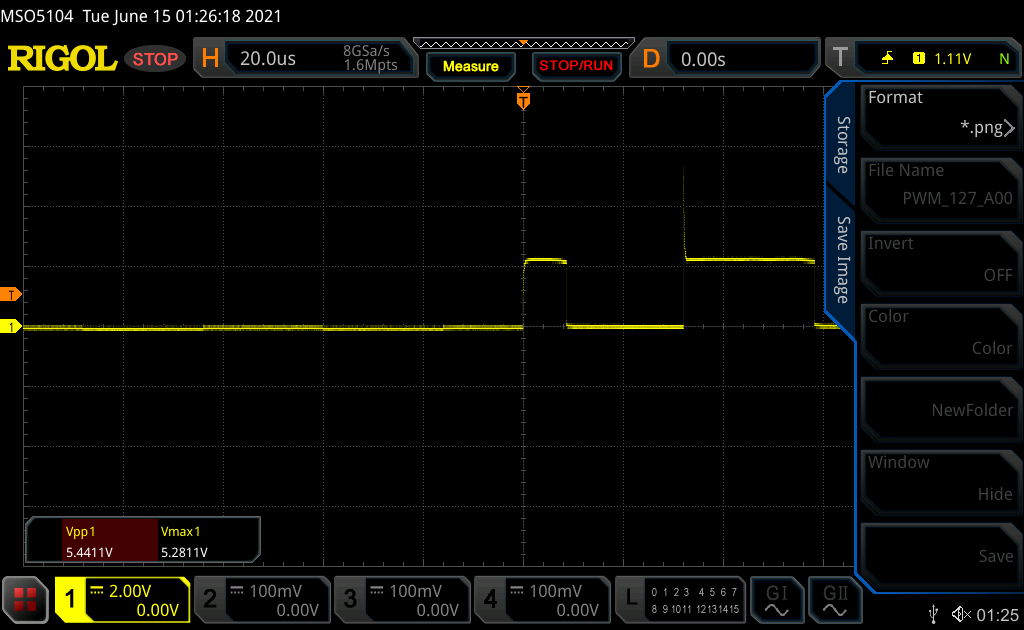 MSO5104 Tue June 15 01:26:18 2021
RIGOL STOP H 20.0us 8GSa/s 1.6Mpts Measure STOP/RUN D 0.00s T 1 1.11V N
T
Storage
Save Image
Format
*.png
File Name
PWM_127_A00
Invert
OFF
Color
Color
NewFolder
Window
Hide
Save
T
1
Vpp1 Vmax1
5.4411V 5.2811V
1 2.00V 0.00V
2 100mV 0.00V
3 100mV 0.00V
4 100mV 0.00V
L 0 1 2 3 4 5 6 7
8 9 10 11 12 13 14 15
GI
GII
01:25